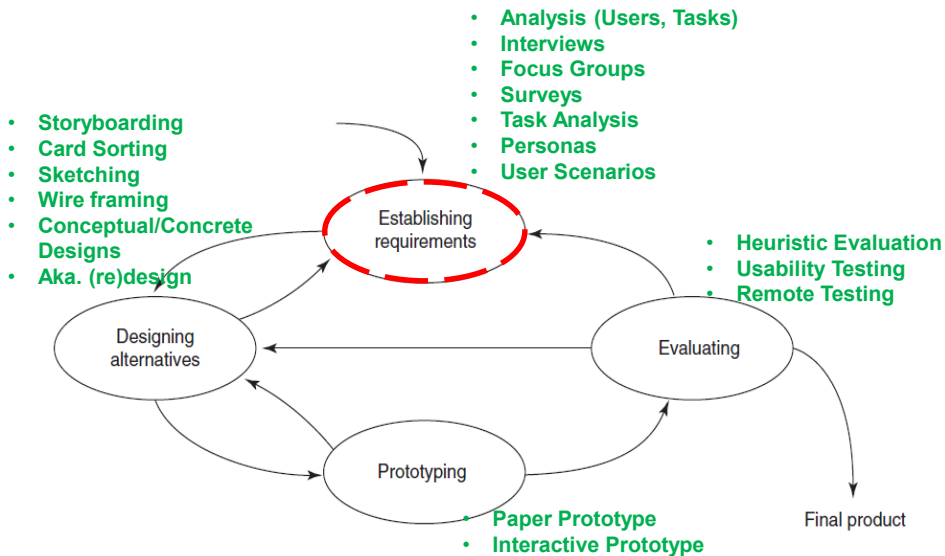 • Analysis (Users, Tasks)
• Interviews
• Focus Groups
• Surveys
• Task Analysis
• Personas
• User Scenarios
• Storyboarding
• Card Sorting
• Sketching
• Wire framing
• Conceptual/Concrete
Designs
• Aka. (re)design
Establishing
requirements
• Heuristic Evaluation
• Usability Testing
• Remote Testing
Designing
alternatives
Evaluating
Prototyping
• Paper Prototype
• Interactive Prototype
Final product